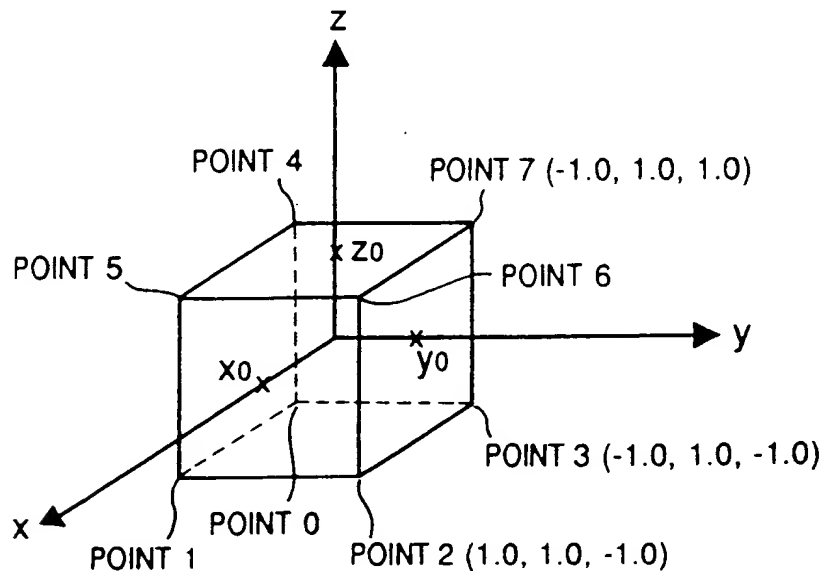 z
POINT 4
POINT 7 (-1.0, 1.0, 1.0)
POINT 5
z0
POINT 6
y
x0
y0
POINT 3 (-1.0, 1.0, -1.0)
x
POINT 0
POINT 1
POINT 2 (1.0, 1.0, -1.0)